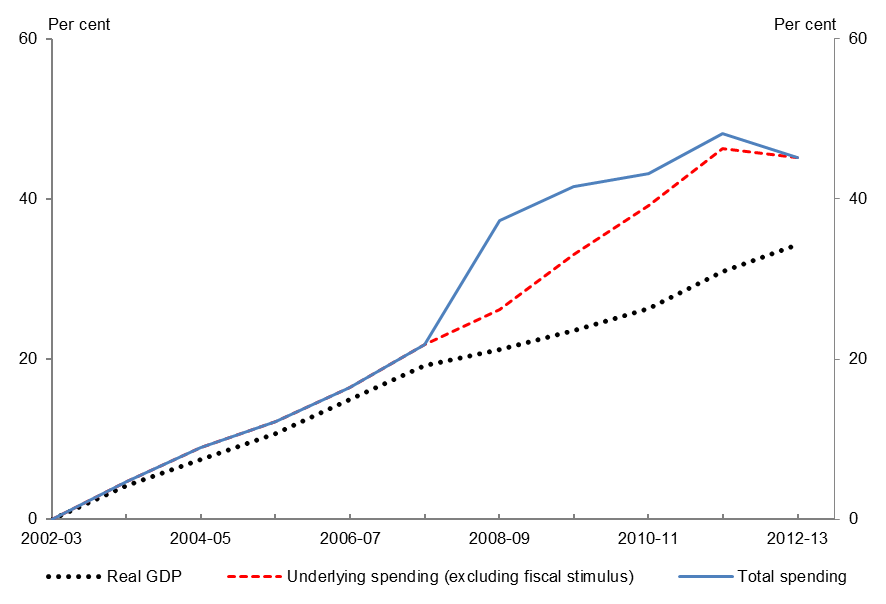 Per cent Per cent
60 60
40 40
20 20
0 0
2002-03 2004-05 2006-07 2008-09 2010-11 2012-13
Real GDP Underlying spending (excluding fiscal stimulus) Total spending